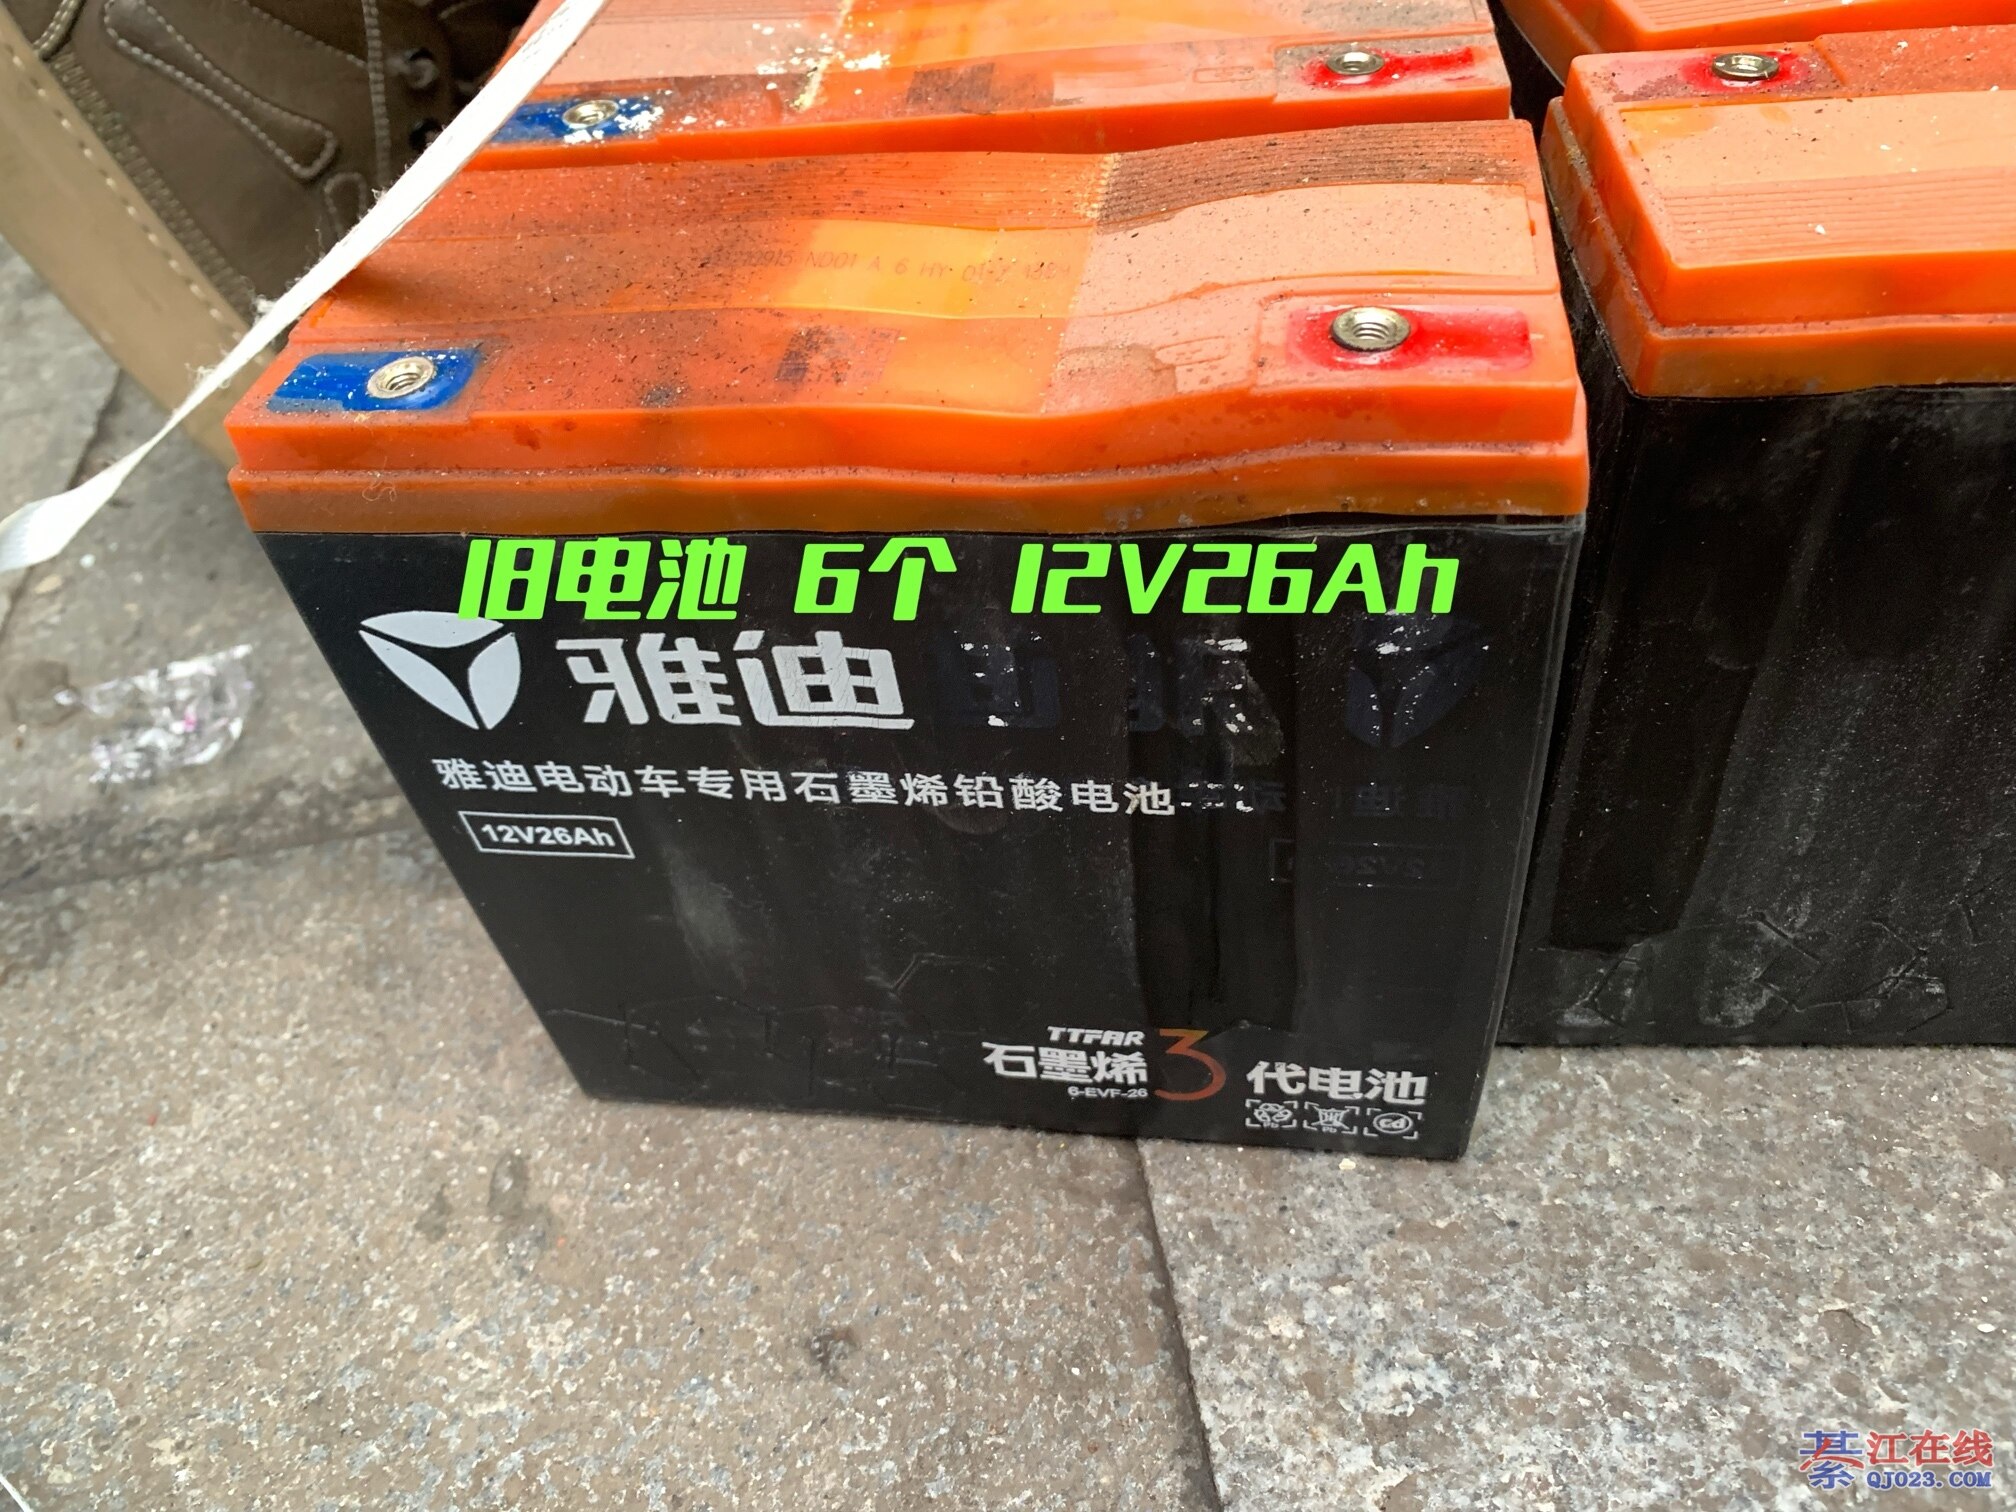 旧电池 6个 12V26Ah
雅迪
雅迪电动车专用石墨烯铅酸电池
12V26Ah
TTFAR
石墨烯3代电池
6-EVF-26
綦江在线
QJ023.COM